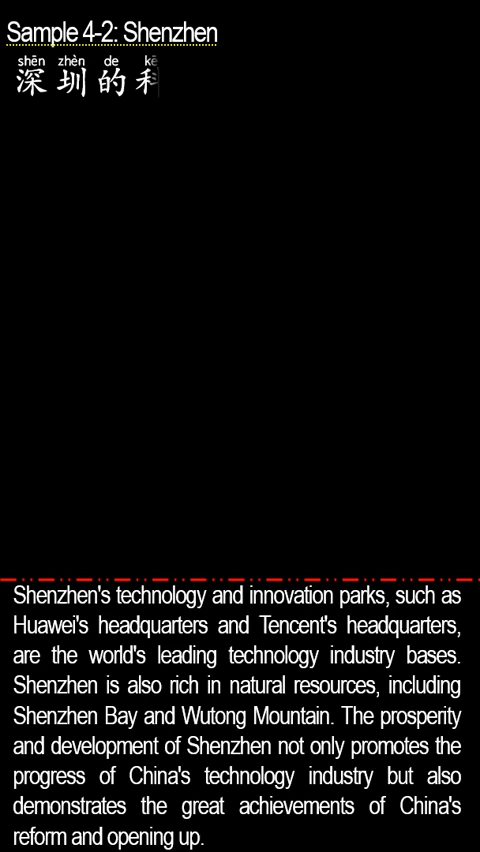 Sample 4-2: Shenzhen
shēn zhèn de kē
深圳的
Shenzhen's technology and innovation parks, such as
Huawei's headquarters and Tencent's headquarters,
are the world's leading technology industry bases.
Shenzhen is also rich in natural resources, including
Shenzhen Bay and Wutong Mountain. The prosperity
and development of Shenzhen not only promotes the
progress of China's technology industry but also
demonstrates the great achievements of China's
reform and opening up.